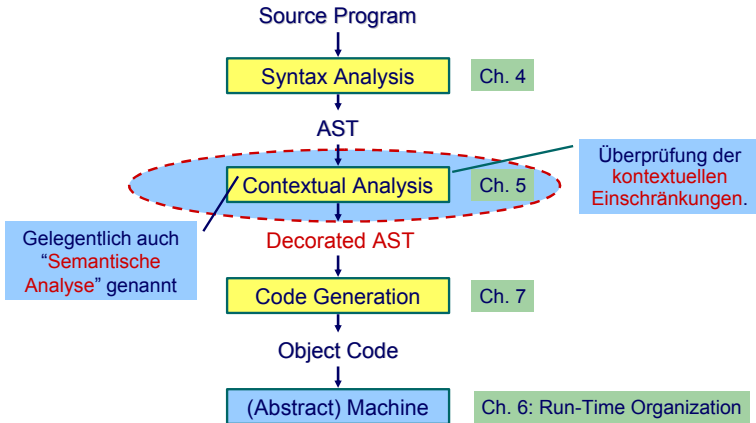 Source Program
Syntax Analysis
Ch. 4
AST
Überprüfung der
kontextuellen
Einschränkungen.
Contextual Analysis
Ch. 5
Gelegentlich auch
“Semantische
Analyse” genannt
Decorated AST
Code Generation
Ch. 7
Object Code
(Abstract) Machine
Ch. 6: Run-Time Organization